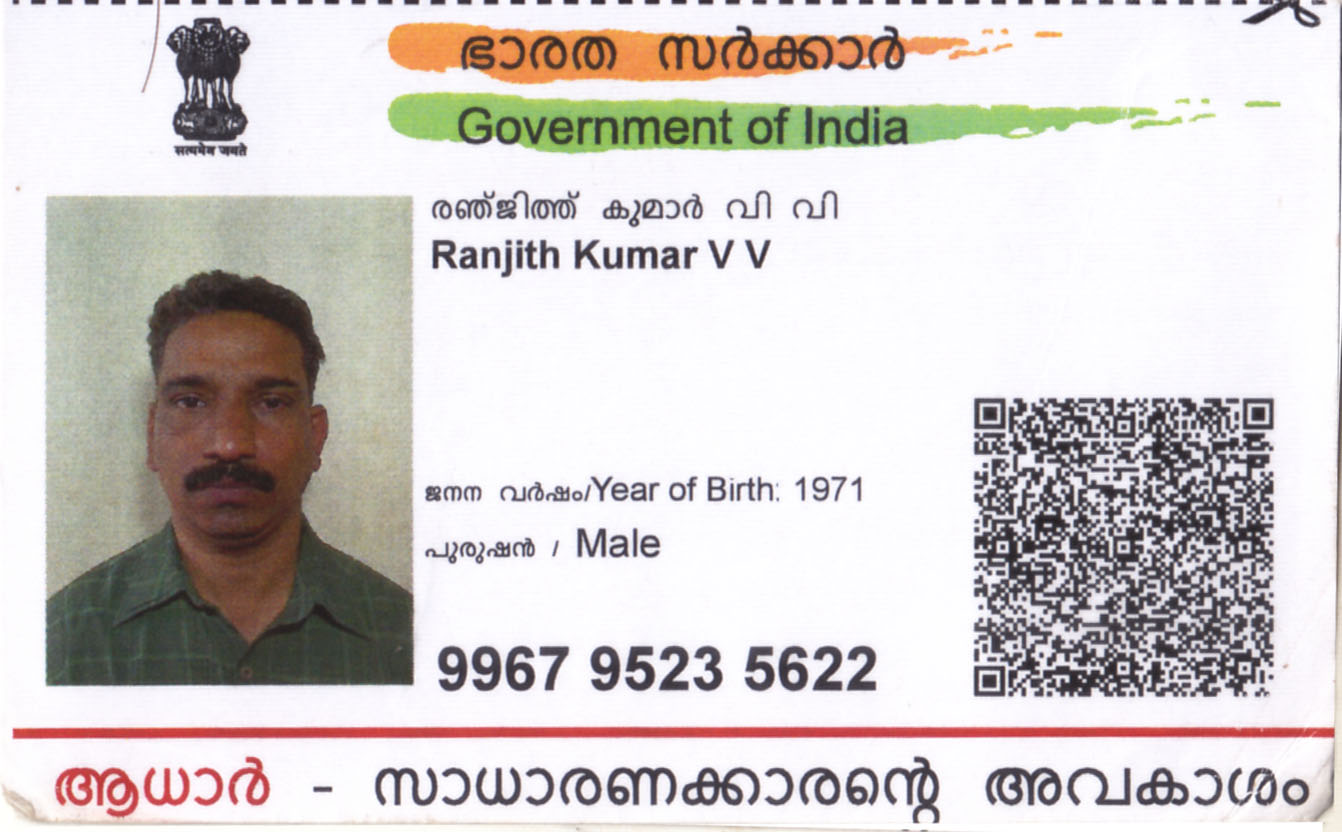 ഭാരത സർക്കാർ
Government of India
सत्यमेव जयते
രഞ്ജിത്ത് കുമാർ വി വി
Ranjith Kumar V V
ജനന വർഷം/Year of Birth: 1971
പുരുഷൻ / Male
9967 9523 5622
ആധാർ - സാധാരണക്കാരന്റെ അവകാശം